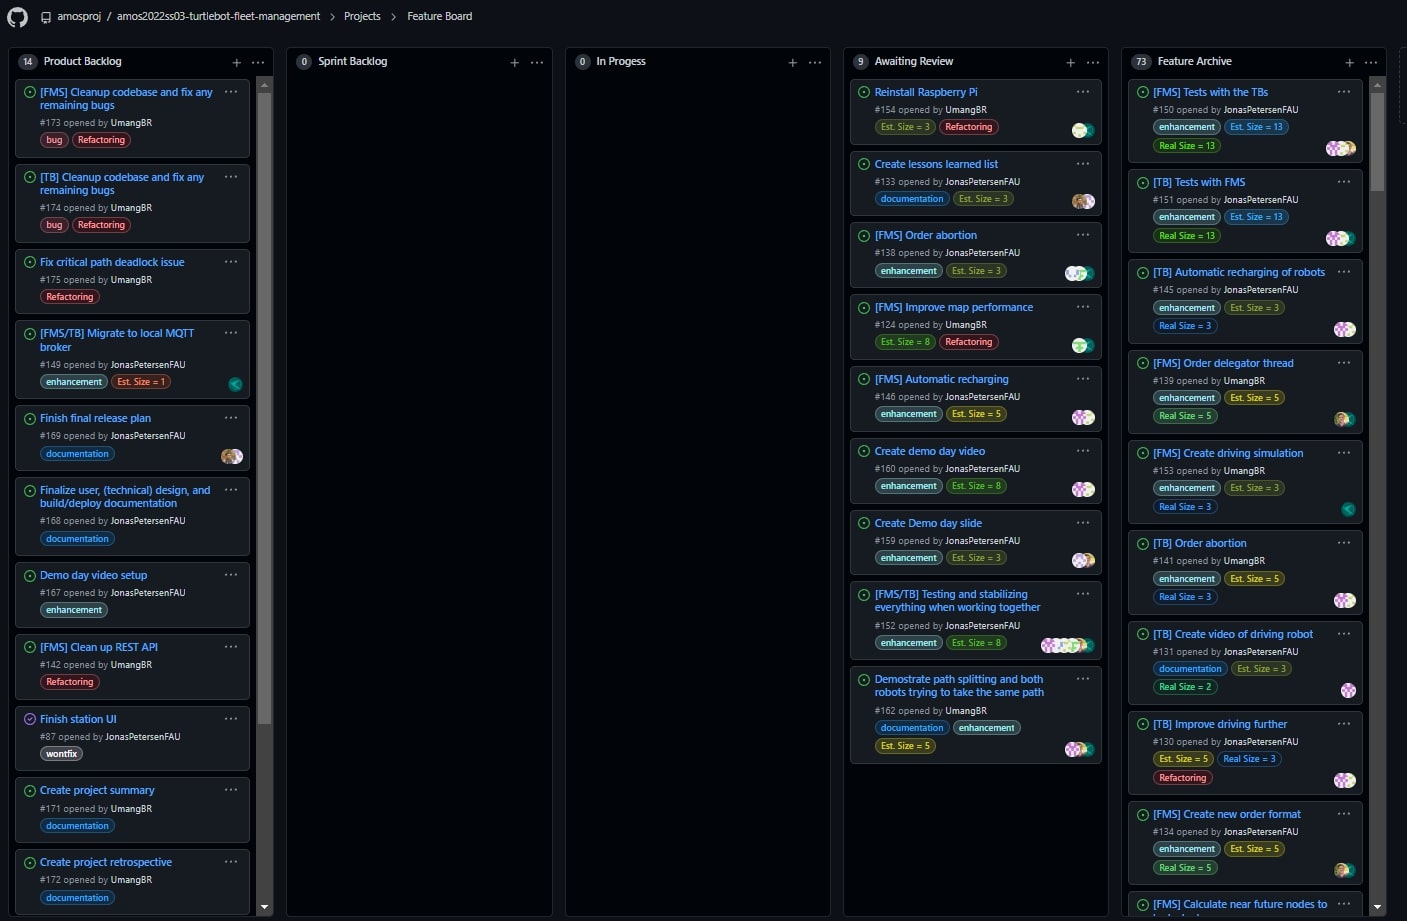 amosproj / amos2022ss03-turtlebot-fleet-management > Projects > Feature Board
14 Product Backlog
[FMS] Cleanup codebase and fix any
remaining bugs
#173 opened by UmangBR
bug Refactoring
[TB] Cleanup codebase and fix any
remaining bugs
#174 opened by UmangBR
bug Refactoring
Fix critical path deadlock issue
#175 opened by UmangBR
Refactoring
[FMS/TB] Migrate to local MQTT
broker
#149 opened by JonasPetersenFAU
enhancement Est. Size = 1
Finish final release plan
#169 opened by JonasPetersenFAU
documentation
Finalize user, (technical) design, and
build/deploy documentation
#168 opened by JonasPetersenFAU
documentation
Demo day video setup
#167 opened by JonasPetersenFAU
enhancement
[FMS] Clean up REST API
#142 opened by UmangBR
Refactoring
Finish station UI
#87 opened by JonasPetersenFAU
wontfix
Create project summary
#171 opened by UmangBR
documentation
Create project retrospective
#172 opened by UmangBR
documentation
0 Sprint Backlog
0 In Progess
9 Awaiting Review
Reinstall Raspberry Pi
#154 opened by UmangBR
Est. Size = 3 Refactoring
Create lessons learned list
#133 opened by JonasPetersenFAU
documentation Est. Size = 3
[FMS] Order abortion
#138 opened by JonasPetersenFAU
enhancement Est. Size = 3
[FMS] Improve map performance
#124 opened by UmangBR
Est. Size = 8 Refactoring
[FMS] Automatic recharging
#146 opened by JonasPetersenFAU
enhancement Est. Size = 5
Create demo day video
#160 opened by JonasPetersenFAU
enhancement Est. Size = 8
Create Demo day slide
#159 opened by JonasPetersenFAU
enhancement Est. Size = 3
[FMS/TB] Testing and stabilizing
everything when working together
#152 opened by JonasPetersenFAU
enhancement Est. Size = 8
Demostrate path splitting and both
robots trying to take the same path
#162 opened by UmangBR
documentation enhancement
Est. Size = 5
73 Feature Archive
[FMS] Tests with the TBs
#150 opened by JonasPetersenFAU
enhancement Est. Size = 13
Real Size = 13
[TB] Tests with FMS
#151 opened by JonasPetersenFAU
enhancement Est. Size = 13
Real Size = 13
[TB] Automatic recharging of robots
#145 opened by JonasPetersenFAU
enhancement Est. Size = 3
Real Size = 3
[FMS] Order delegator thread
#139 opened by UmangBR
enhancement Est. Size = 5
Real Size = 5
[FMS] Create driving simulation
#153 opened by UmangBR
enhancement Est. Size = 3
Real Size = 3
[TB] Order abortion
#141 opened by UmangBR
enhancement Est. Size = 5
Real Size = 3
[TB] Create video of driving robot
#131 opened by JonasPetersenFAU
documentation Est. Size = 3
Real Size = 2
[TB] Improve driving further
#130 opened by JonasPetersenFAU
Est. Size = 5 Real Size = 3
Refactoring
[FMS] Create new order format
#134 opened by JonasPetersenFAU
enhancement Est. Size = 5
Real Size = 5
[FMS] Calculate near future nodes to